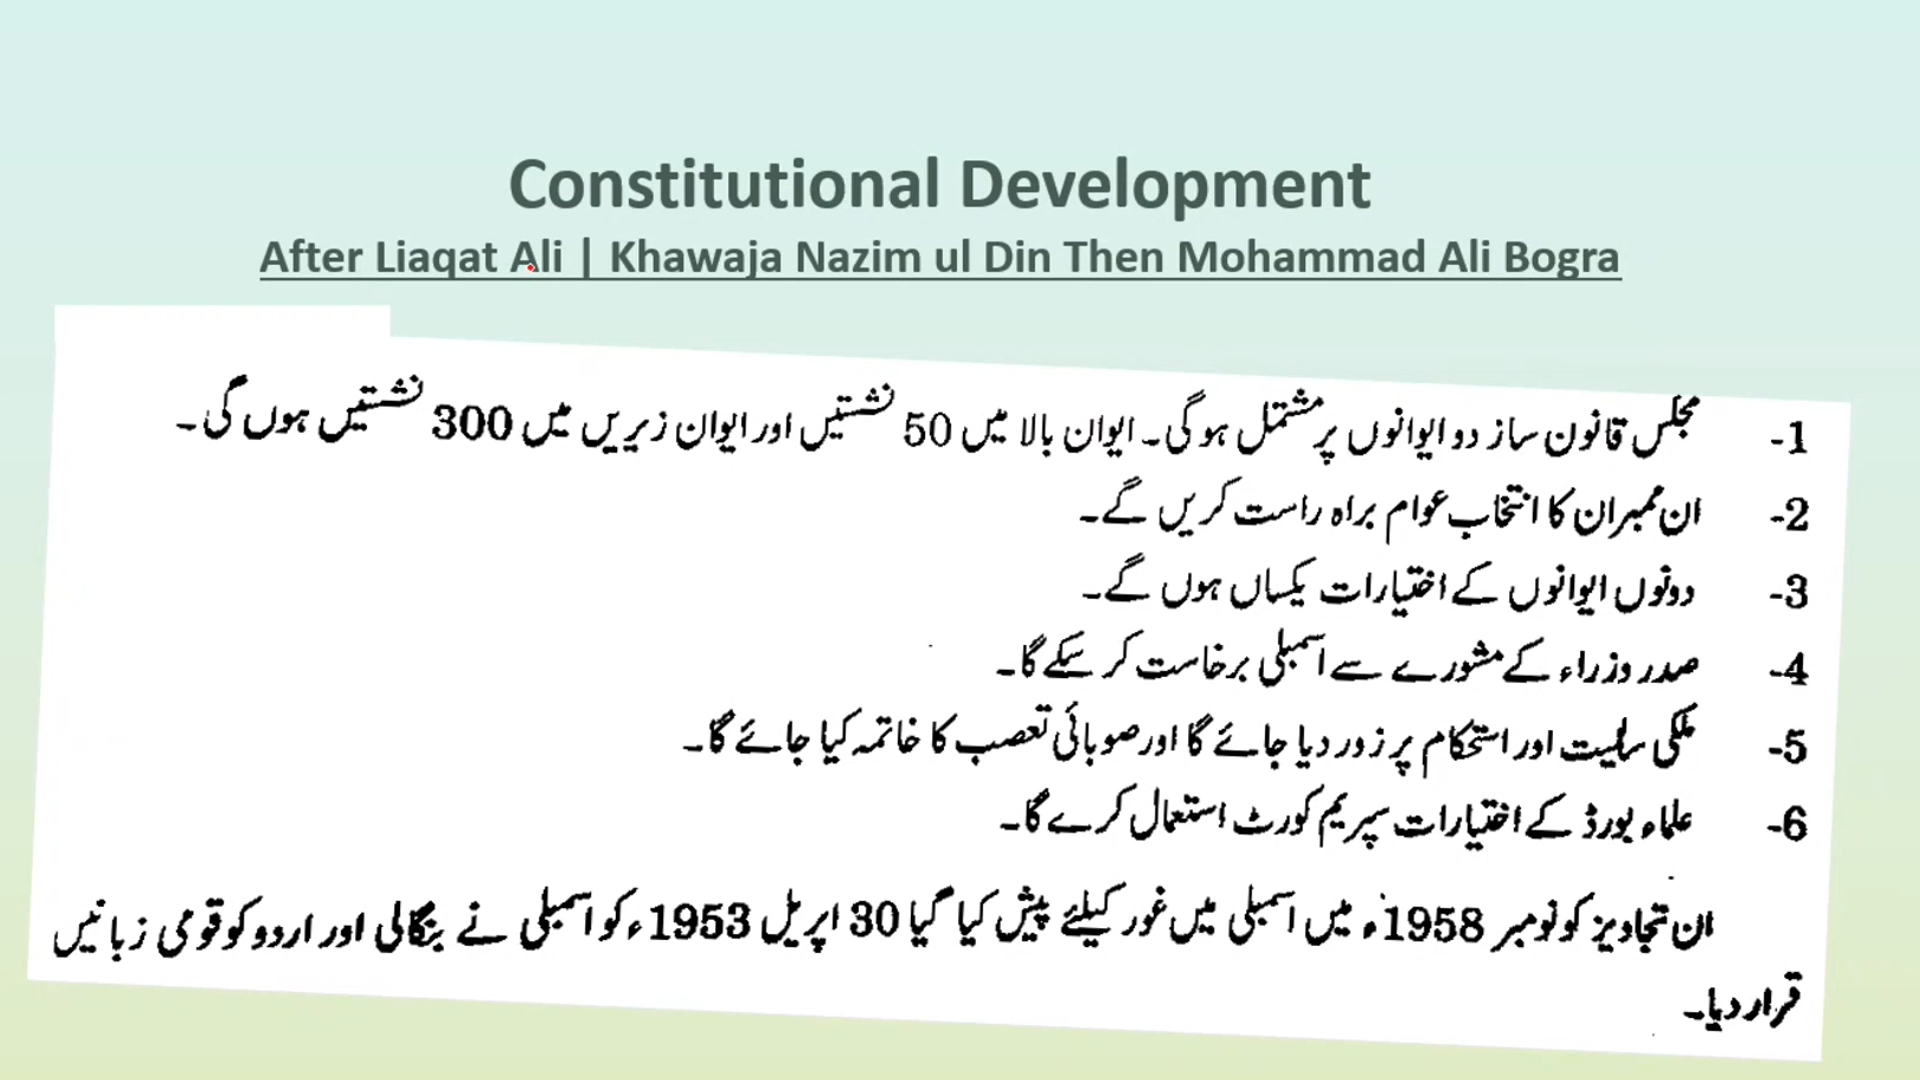 Constitutional Development
After Liaqat Ali | Khawaja Nazim ul Din Then Mohammad Ali Bogra
1- مجلس قانون ساز دو ایوانوں پر مشتمل ہوگی۔ ایوان بالا میں 50 نشستیں اور ایوان زیریں میں 300 نشستیں ہوں گی۔
2- ان ممبران کا انتخاب عوام براہ راست کریں گے۔
3- دونوں ایوانوں کے اختیارات یکساں ہوں گے۔
4- صدر وزراء کے مشورے سے اسمبلی برخاست کر سکے گا۔
5- ملکی سالمیت اور استحکام پر زور دیا جائے گا اور صوبائی تعصب کا خاتمہ کیا جائے گا۔
6- علماء بورڈ کے اختیارات سپریم کورٹ استعمال کرے گا۔
ان تجاویز کو نومبر 1958ء میں اسمبلی میں غور کیلئے پیش کیا گیا 30 اپریل 1953ء کو اسمبلی نے بنگالی اور اردو کو قومی زبانیں
قرار دیا۔